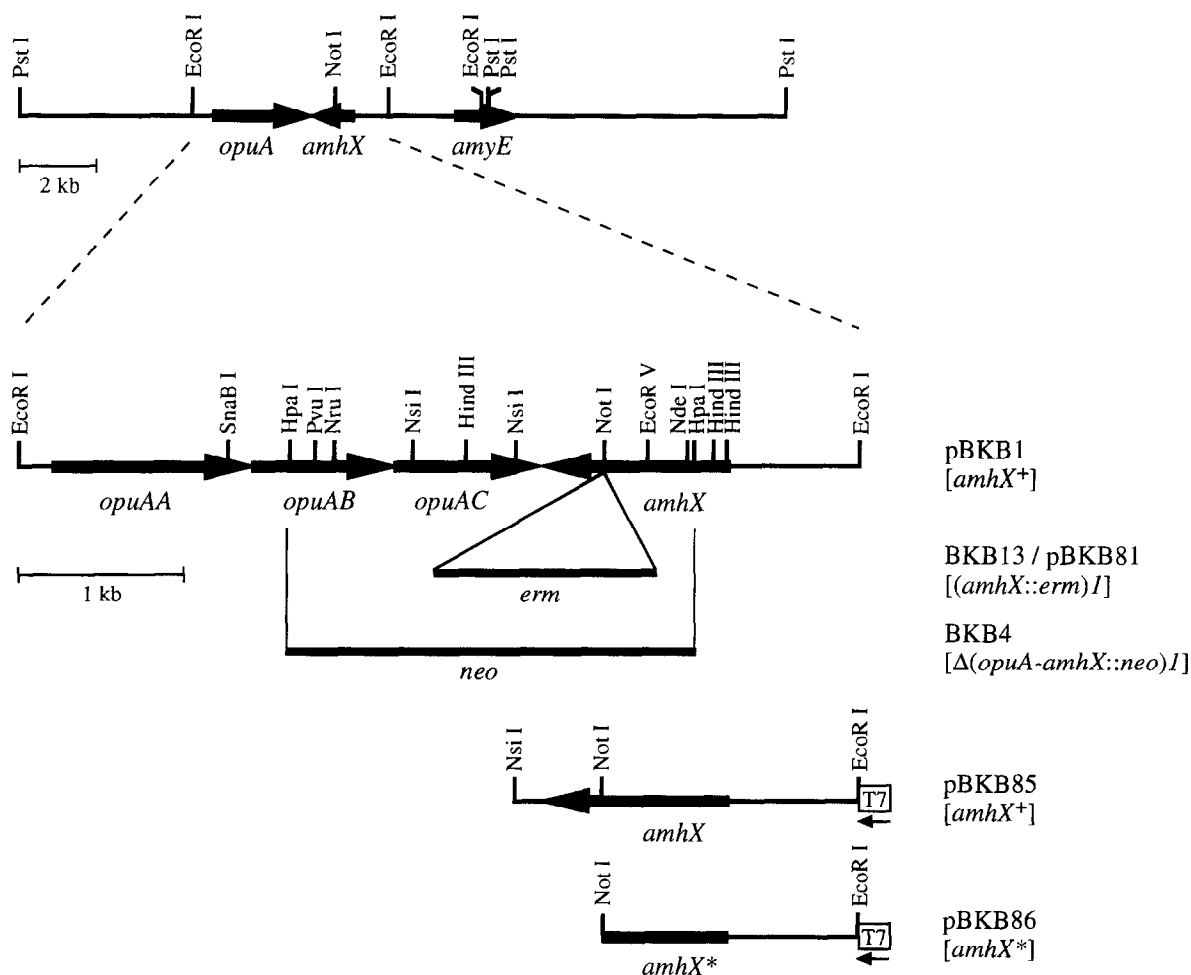 Pst I
EcoR I
Not I
EcoR I
EcoR I
Pst I
Pst I
Pst I
opuA
amhX
amyE
2 kb
EcoR I
SnaB I
Hpa I
Pvu I
Nru I
Nsi I
Hind III
Nsi I
Not I
EcoR V
Nde I
Hpa I
Hind III
Hind III
EcoR I
opuAA
opuAB
opuAC
amhX
pBKB1
[amhX+]
1 kb
erm
BKB13 / pBKB81
[(amhX::erm)1]
neo
BKB4
[Δ(opuA-amhX::neo)1]
Nsi I
Not I
EcoR I
T7
amhX
pBKB85
[amhX+]
Not I
EcoR I
T7
amhX*
pBKB86
[amhX*]